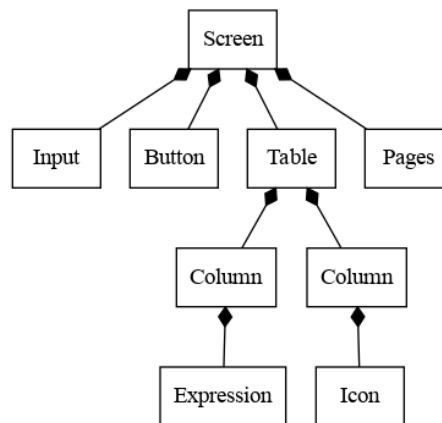 Screen
Input Button Table Pages
Column Column
Expression Icon